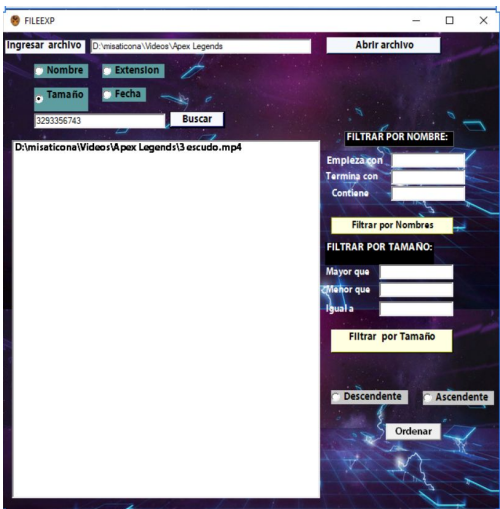 FILEEXP
Ingresar archivo D:\misaticona\Videos\Apex Legends Abrir archivo
Nombre Extension
Tamaño Fecha
3293356743 Buscar
D:\misaticona\Videos\Apex Legends\3 escudo.mp4
FILTRAR POR NOMBRE:
Empieza con
Termina con
Contiene
Filtrar por Nombres
FILTRAR POR TAMAÑO:
Mayor que
Menor que
Igual a
Filtrar por Tamaño
Descendente Ascendente
Ordenar